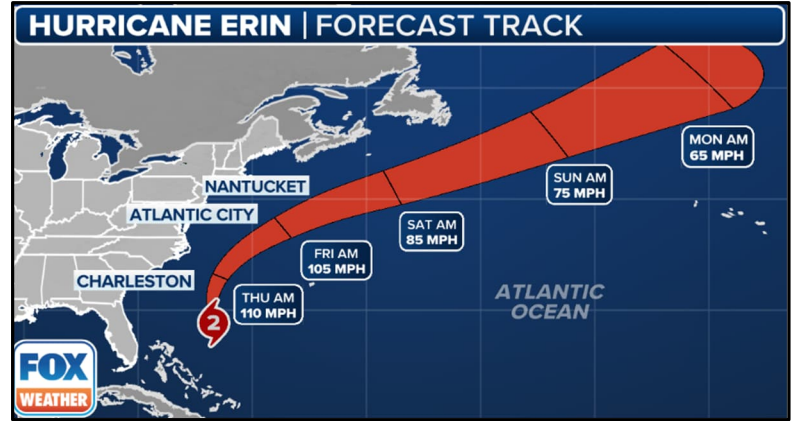 HURRICANE ERIN | FORECAST TRACK
MON AM
65 MPH
SUN AM
75 MPH
NANTUCKET
ATLANTIC CITY
SAT AM
85 MPH
FRI AM
105 MPH
CHARLESTON
THU AM
110 MPH
ATLANTIC
OCEAN
2
FOX
WEATHER